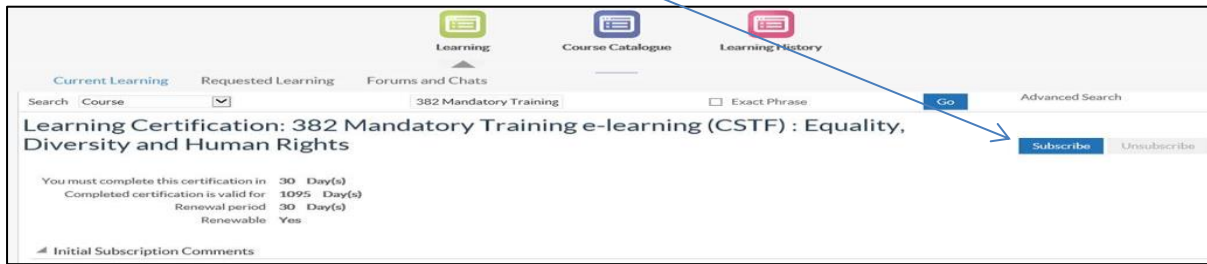 Learning Course Catalogue Learning History
Current Learning Requested Learning Forums and Chats
Search Course 382 Mandatory Training Exact Phrase Go Advanced Search
Learning Certification: 382 Mandatory Training e-learning (CSTF) : Equality,
Diversity and Human Rights
Subscribe Unsubscribe
You must complete this certification in 30 Day(s)
Completed certification is valid for 1095 Day(s)
Renewal period 30 Day(s)
Renewable Yes
Initial Subscription Comments